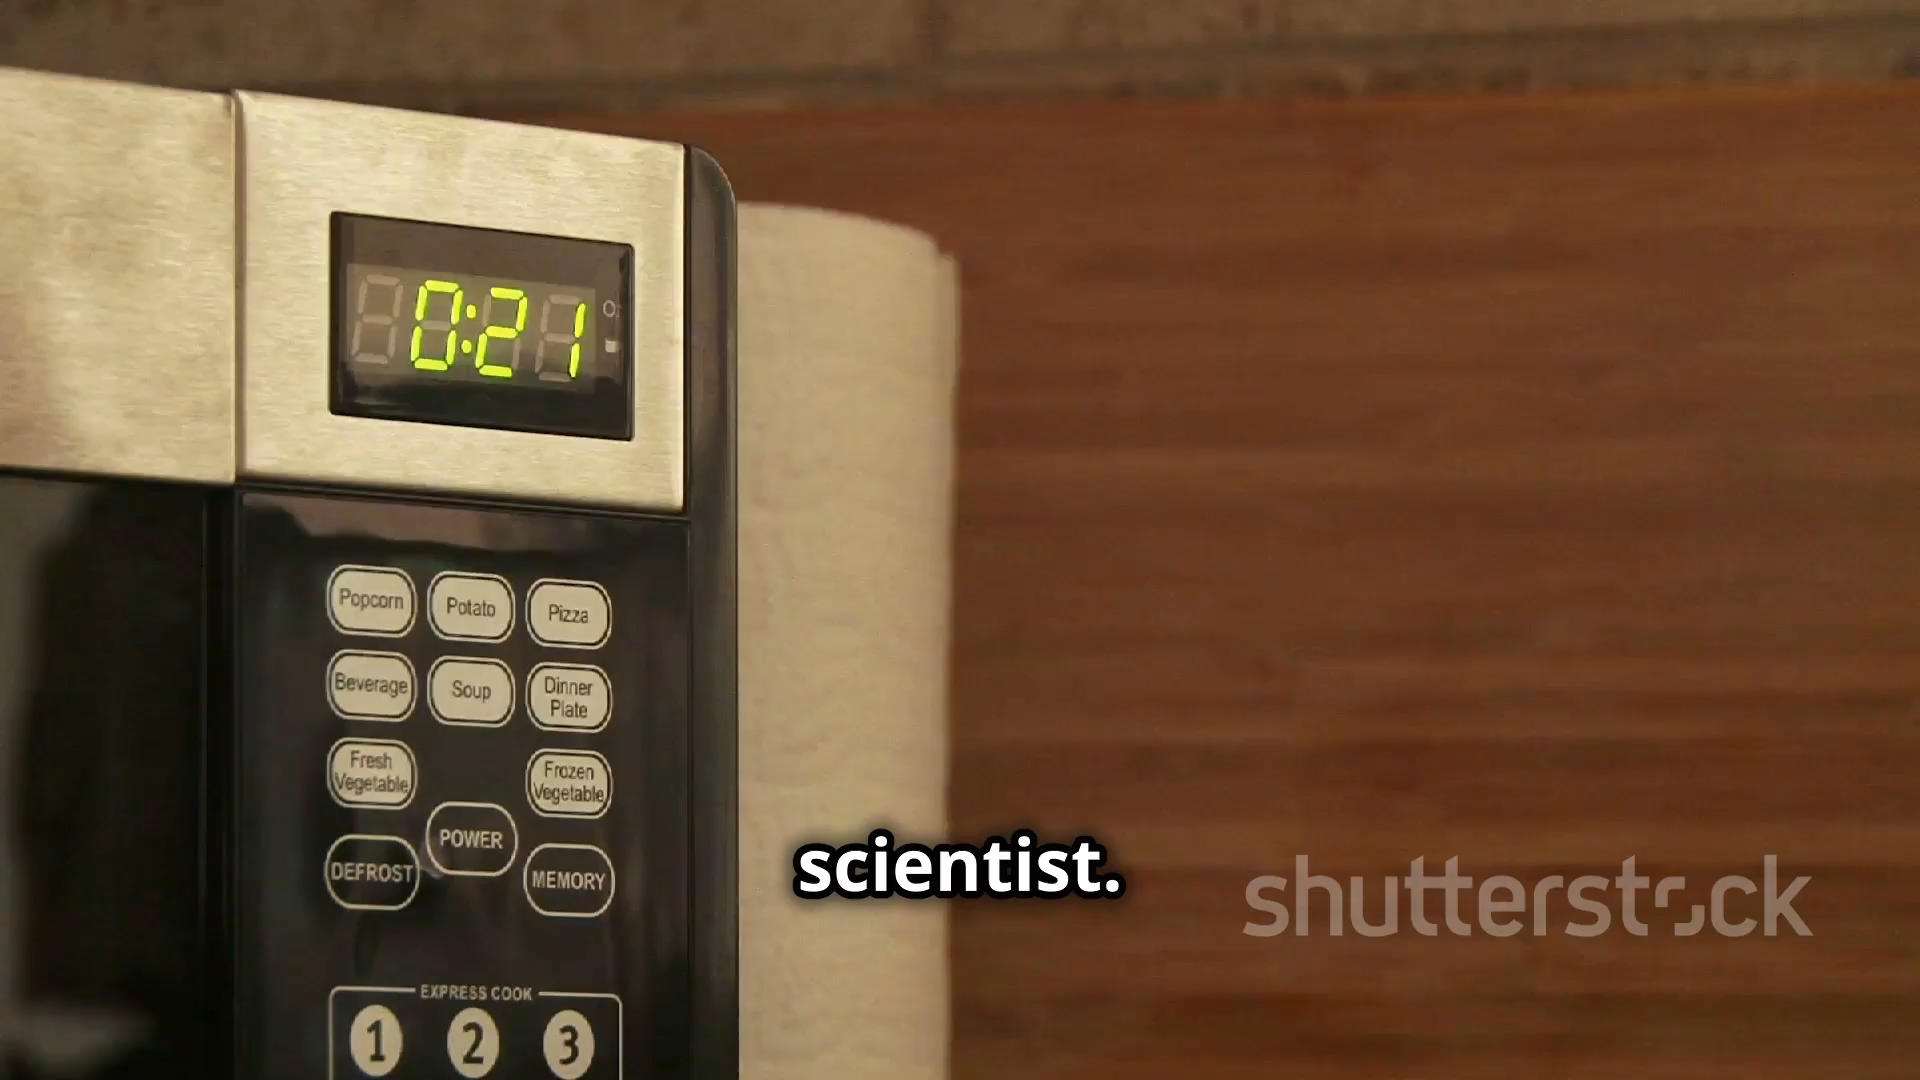 0:21
Popcorn Potato Pizza
Beverage Soup Dinner Plate
Fresh Vegetable Frozen Vegetable
POWER
DEFROST MEMORY
EXPRESS COOK
1 2 3
scientist.
shutterstock